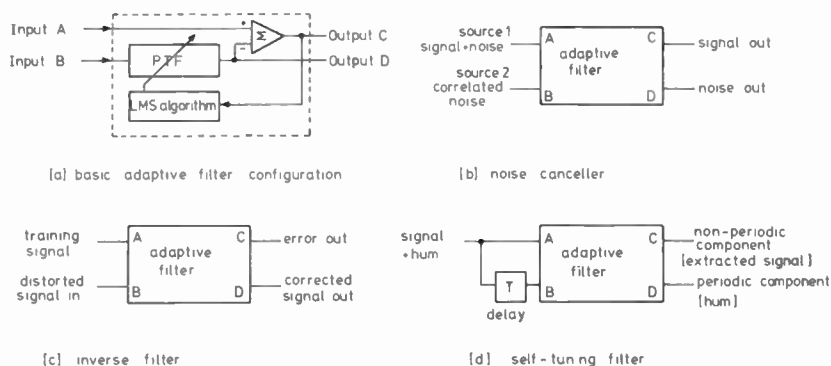 Input A
Input B
+
Σ
−
PTF
LMS algorithm
Output C
Output D
[a] basic adaptive filter configuration
source 1
signal+noise
source 2
correlated
noise
A
B
adaptive
filter
C
D
signal out
noise out
[b] noise canceller
training
signal
distorted
signal in
A
B
adaptive
filter
C
D
error out
corrected
signal out
[c] inverse filter
signal
+hum
T
delay
A
B
adaptive
filter
C
D
non-periodic
component
[extracted signal]
periodic component
[hum]
[d] self-tuning filter